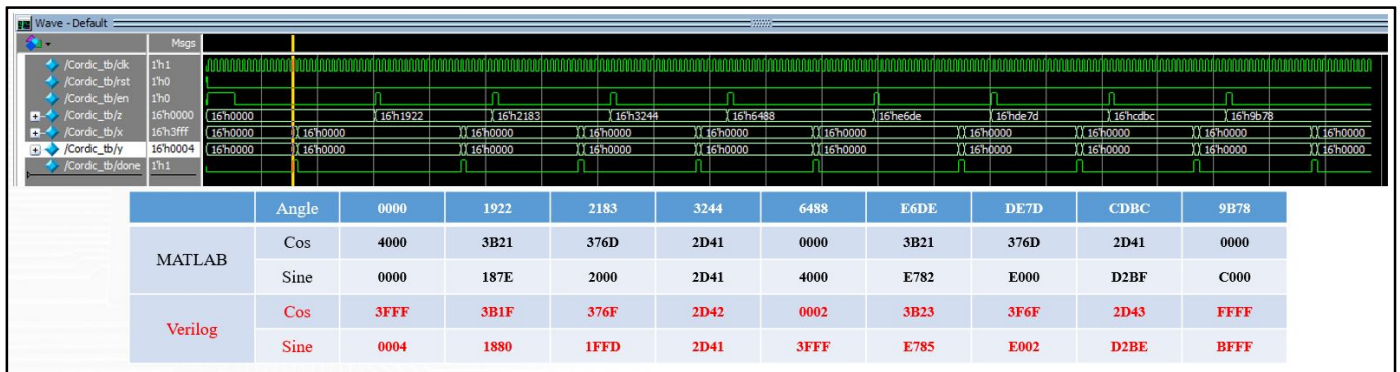 Wave - Default
Msgs
/Cordic_tb/clk 1'h1
/Cordic_tb/rst 1'h0
/Cordic_tb/en 1'h0
/Cordic_tb/z 16'h0000 16'h0000 16'h1922 16'h2183 16'h3244 16'h6488 16'he6de 16'hde7d 16'hcdbc 16'h9b78
/Cordic_tb/x 16'h3fff 16'h0000 16'h0000 16'h0000 16'h0000 16'h0000 16'h0000 16'h0000 16'h0000 16'h0000 16'h0000
/Cordic_tb/y 16'h0004 16'h0000 16'h0000 16'h0000 16'h0000 16'h0000 16'h0000 16'h0000 16'h0000 16'h0000 16'h0000
/Cordic_tb/done 1'h1
Angle 0000 1922 2183 3244 6488 E6DE DE7D CDBC 9B78
MATLAB
Cos 4000 3B21 376D 2D41 0000 3B21 376D 2D41 0000
Sine 0000 187E 2000 2D41 4000 E782 E000 D2BF C000
Verilog
Cos 3FFF 3B1F 376F 2D42 0002 3B23 3F6F 2D43 FFFF
Sine 0004 1880 1FFD 2D41 3FFF E785 E002 D2BE BFFF